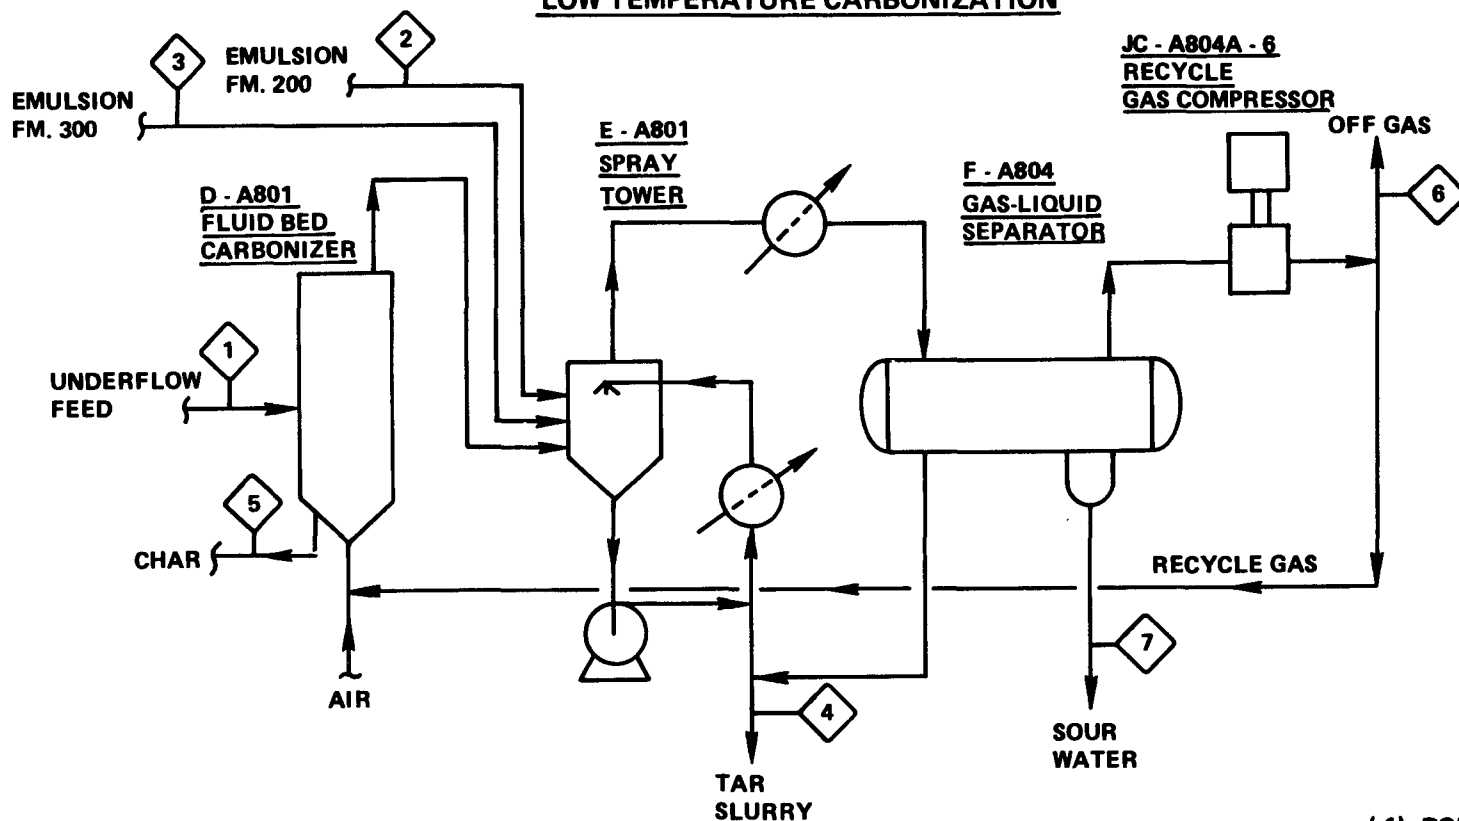 LOW TEMPERATURE CARBONIZATION
2
3
EMULSION
FM. 200
EMULSION
FM. 300
JC - A804A - 6
RECYCLE
GAS COMPRESSOR
OFF GAS
E - A801
SPRAY
TOWER
F - A804
GAS-LIQUID
SEPARATOR
6
D - A801
FLUID BED
CARBONIZER
1
UNDERFLOW
FEED
5
CHAR
RECYCLE GAS
AIR
7
4
SOUR
WATER
TAR
SLURRY